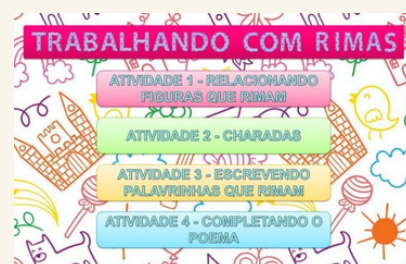 TRABALHANDO COM RIMAS
ATIVIDADE 1 - RELACIONANDO
FIGURAS QUE RIMAM
ATIVIDADE 2 - CHARADAS
ATIVIDADE 3 - ESCREVENDO
PALAVRINHAS QUE RIMAM
ATIVIDADE 4 - COMPLETANDO O
POEMA